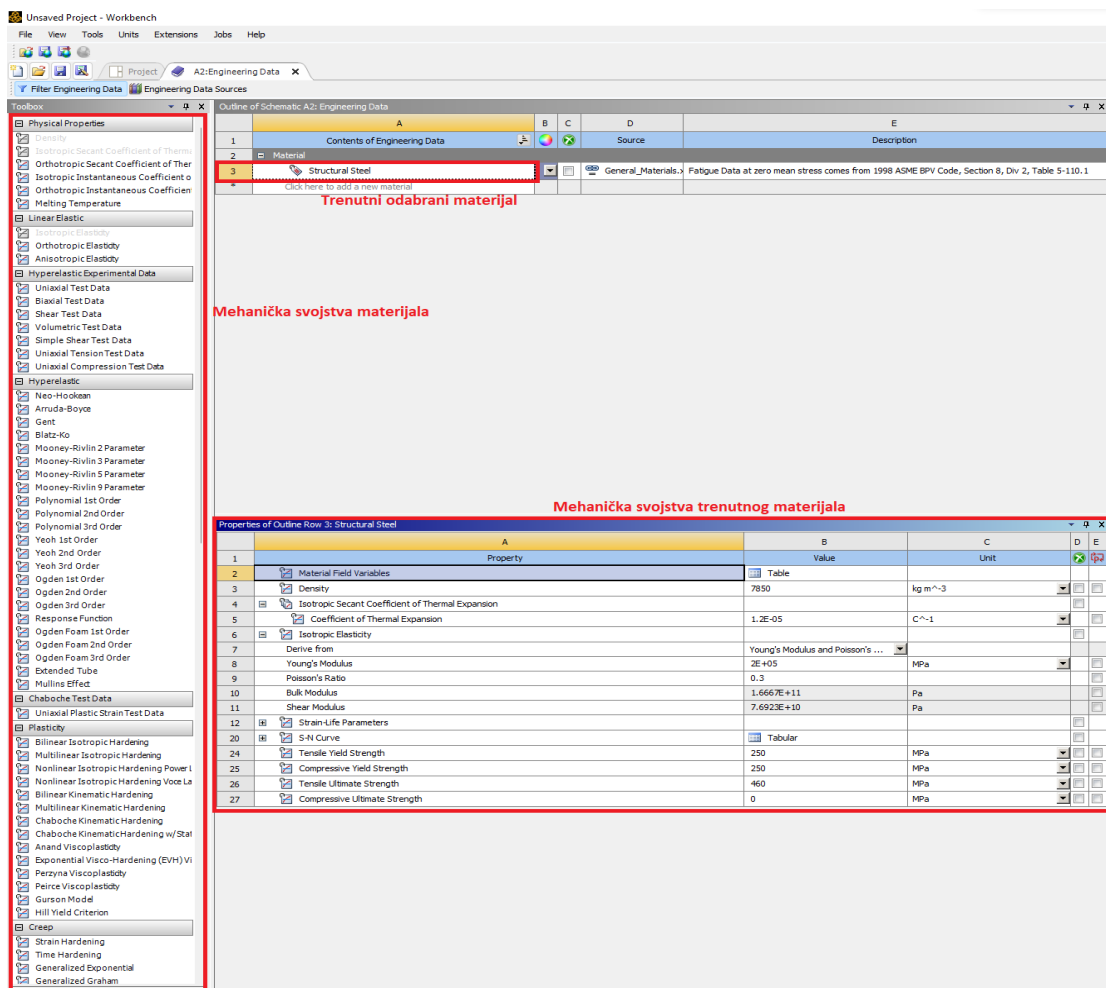 Unsaved Project - Workbench
File View Tools Units Extensions Jobs Help
Project A2:Engineering Data
Filter Engineering Data Engineering Data Sources
Toolbox
Physical Properties
Density
Isotropic Secant Coefficient of Therm
Orthotropic Secant Coefficient of Ther
Isotropic Instantaneous Coefficient o
Orthotropic Instantaneous Coefficien
Melting Temperature
Linear Elastic
Isotropic Elasticity
Orthotropic Elasticity
Anisotropic Elasticity
Hyperelastic Experimental Data
Uniaxial Test Data
Biaxial Test Data
Shear Test Data
Volumetric Test Data
Simple Shear Test Data
Uniaxial Tension Test Data
Uniaxial Compression Test Data
Hyperelastic
Neo-Hookean
Arruda-Boyce
Gent
Blatz-Ko
Mooney-Rivlin 2 Parameter
Mooney-Rivlin 3 Parameter
Mooney-Rivlin 5 Parameter
Mooney-Rivlin 9 Parameter
Polynomial 1st Order
Polynomial 2nd Order
Polynomial 3rd Order
Yeoh 1st Order
Yeoh 2nd Order
Yeoh 3rd Order
Ogden 1st Order
Ogden 2nd Order
Ogden 3rd Order
Response Function
Ogden Foam 1st Order
Ogden Foam 2nd Order
Ogden Foam 3rd Order
Extended Tube
Mullins Effect
Chaboche Test Data
Uniaxial Plastic Strain Test Data
Plasticity
Bilinear Isotropic Hardening
Multilinear Isotropic Hardening
Nonlinear Isotropic Hardening Power L
Nonlinear Isotropic Hardening Voce La
Bilinear Kinematic Hardening
Multilinear Kinematic Hardening
Chaboche Kinematic Hardening
Chaboche Kinematic Hardening w/Stat
Anand Viscoplasticity
Exponential Visco-Hardening (EVH) Vi
Perzyna Viscoplasticity
Peirce Viscoplasticity
Gurson Model
Hill Yield Criterion
Creep
Strain Hardening
Time Hardening
Generalized Exponential
Generalized Graham
Outline of Schematic A2: Engineering Data
A B C D E
1 Contents of Engineering Data Source Description
2 Material
3 Structural Steel General_Materials.x Fatigue Data at zero mean stress comes from 1998 ASME BPV Code, Section 8, Div 2, Table 5-110.1
* Click here to add a new material
Trenutni odabrani materijal
Mehanička svojstva materijala
Mehanička svojstva trenutnog materijala
Properties of Outline Row 3: Structural Steel
A B C D E
1 Property Value Unit
2 Material Field Variables Table
3 Density 7850 kg m^-3
4 Isotropic Secant Coefficient of Thermal Expansion
5 Coefficient of Thermal Expansion 1.2E-05 C^-1
6 Isotropic Elasticity
7 Derive from Young's Modulus and Poisson's ...
8 Young's Modulus 2E+05 MPa
9 Poisson's Ratio 0.3
10 Bulk Modulus 1.6667E+11 Pa
11 Shear Modulus 7.6923E+10 Pa
12 Strain-Life Parameters
20 S-N Curve Tabular
24 Tensile Yield Strength 250 MPa
25 Compressive Yield Strength 250 MPa
26 Tensile Ultimate Strength 460 MPa
27 Compressive Ultimate Strength 0 MPa